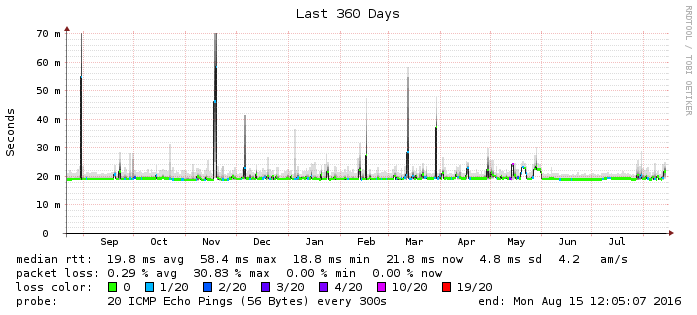 Last 360 Days
RRDTOOL / TOBI OETIKER
Seconds
70 m
60 m
50 m
40 m
30 m
20 m
10 m
0
Sep Oct Nov Dec Jan Feb Mar Apr May Jun Jul
median rtt: 19.8 ms avg 58.4 ms max 18.8 ms min 21.8 ms now 4.8 ms sd 4.2 am/s
packet loss: 0.29 % avg 30.83 % max 0.00 % min 0.00 % now
loss color: 0 1/20 2/20 3/20 4/20 10/20 19/20
probe: 20 ICMP Echo Pings (56 Bytes) every 300s end: Mon Aug 15 12:05:07 2016